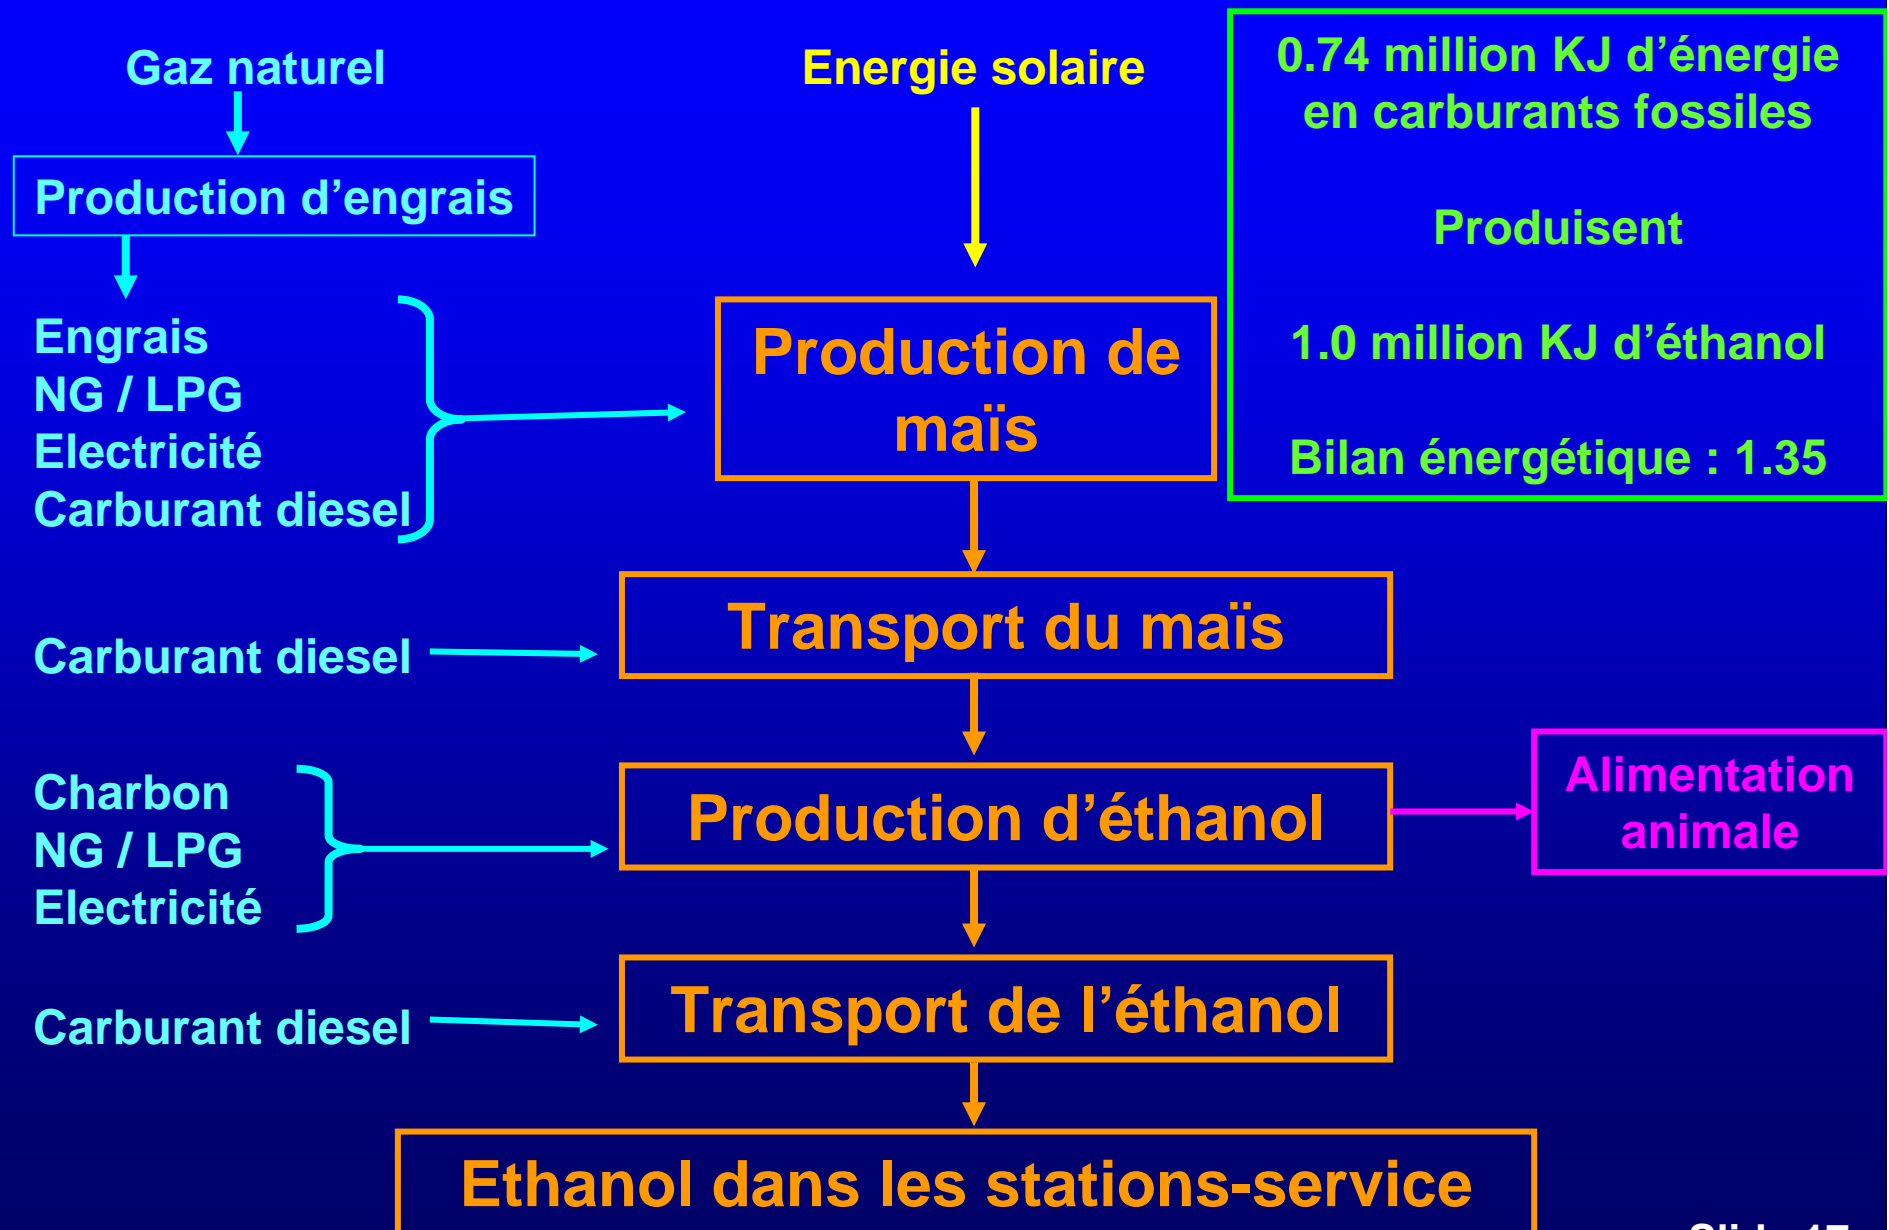 Gaz naturel
Energie solaire
0.74 million KJ d’énergie
en carburants fossiles
Produisent
1.0 million KJ d’éthanol
Bilan énergétique : 1.35
Production d’engrais
Engrais
NG / LPG
Electricité
Carburant diesel
Production de
maïs
Carburant diesel
Transport du maïs
Charbon
NG / LPG
Electricité
Production d’éthanol
Alimentation
animale
Carburant diesel
Transport de l’éthanol
Ethanol dans les stations-service
Slide 17